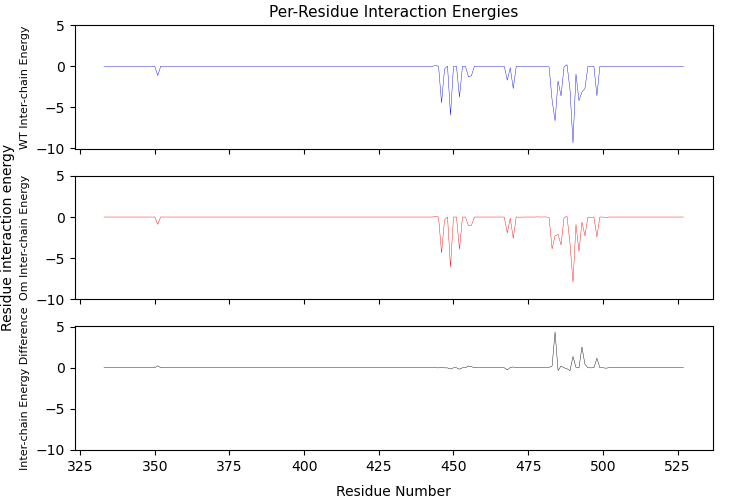 Per-Residue Interaction Energies
Residue interaction energy
WT Inter-chain Energy
5
0
−5
−10
Om Inter-chain Energy
5
0
−5
−10
Inter-chain Energy Difference
5
0
−5
−10
325 350 375 400 425 450 475 500 525
Residue Number